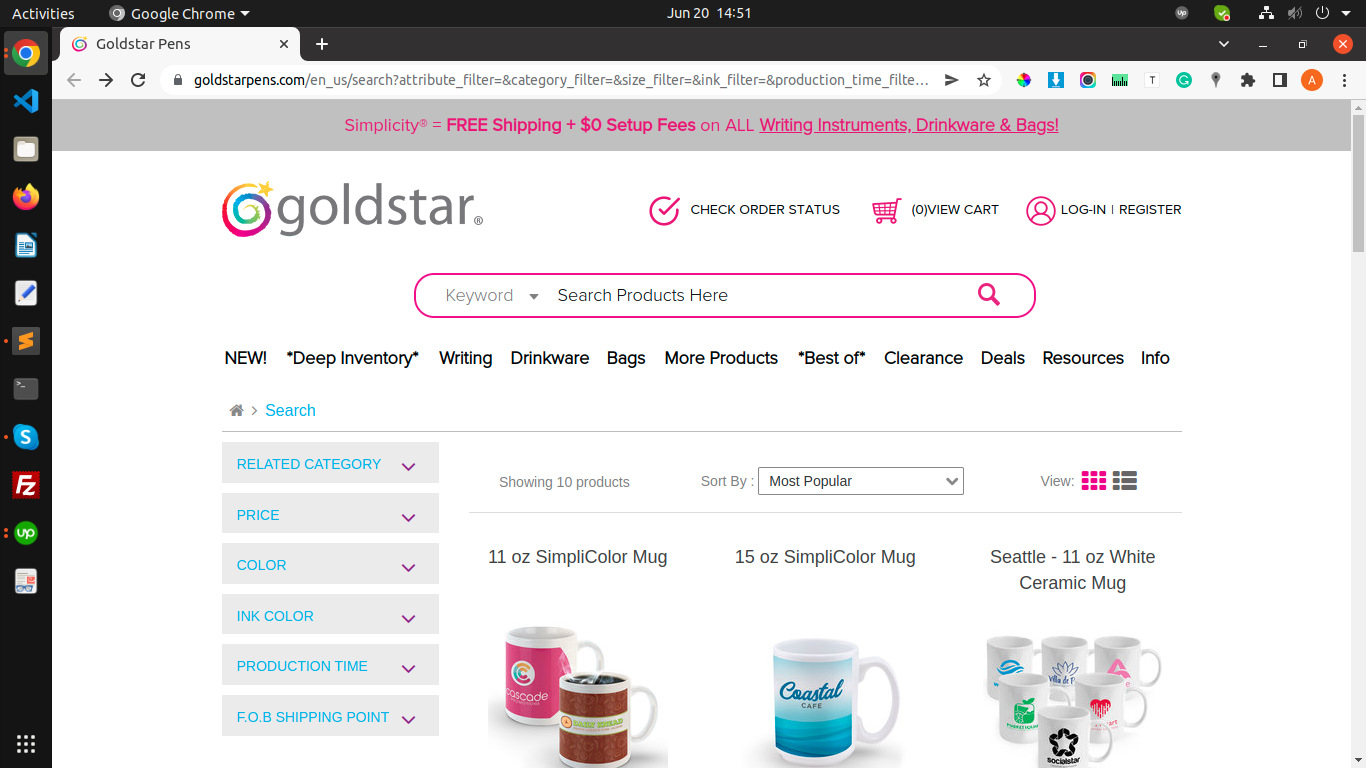 Activities
Google Chrome
Jun 20 14:51
Goldstar Pens
goldstarpens.com/en_us/search?attribute_filter=&category_filter=&size_filter=&ink_filter=&production_time_filte...
Simplicity® = FREE Shipping + $0 Setup Fees on ALL Writing Instruments, Drinkware & Bags!
goldstar®
CHECK ORDER STATUS
(0)VIEW CART
LOG-IN | REGISTER
Keyword
Search Products Here
NEW! *Deep Inventory* Writing Drinkware Bags More Products *Best of* Clearance Deals Resources Info
Search
RELATED CATEGORY
PRICE
COLOR
INK COLOR
PRODUCTION TIME
F.O.B SHIPPING POINT
Showing 10 products
Sort By : Most Popular
View:
11 oz SimpliColor Mug
15 oz SimpliColor Mug
Seattle - 11 oz White
Ceramic Mug
cascade
DAILY GRIND
Coastal
CAFE
Villa de
socialstar